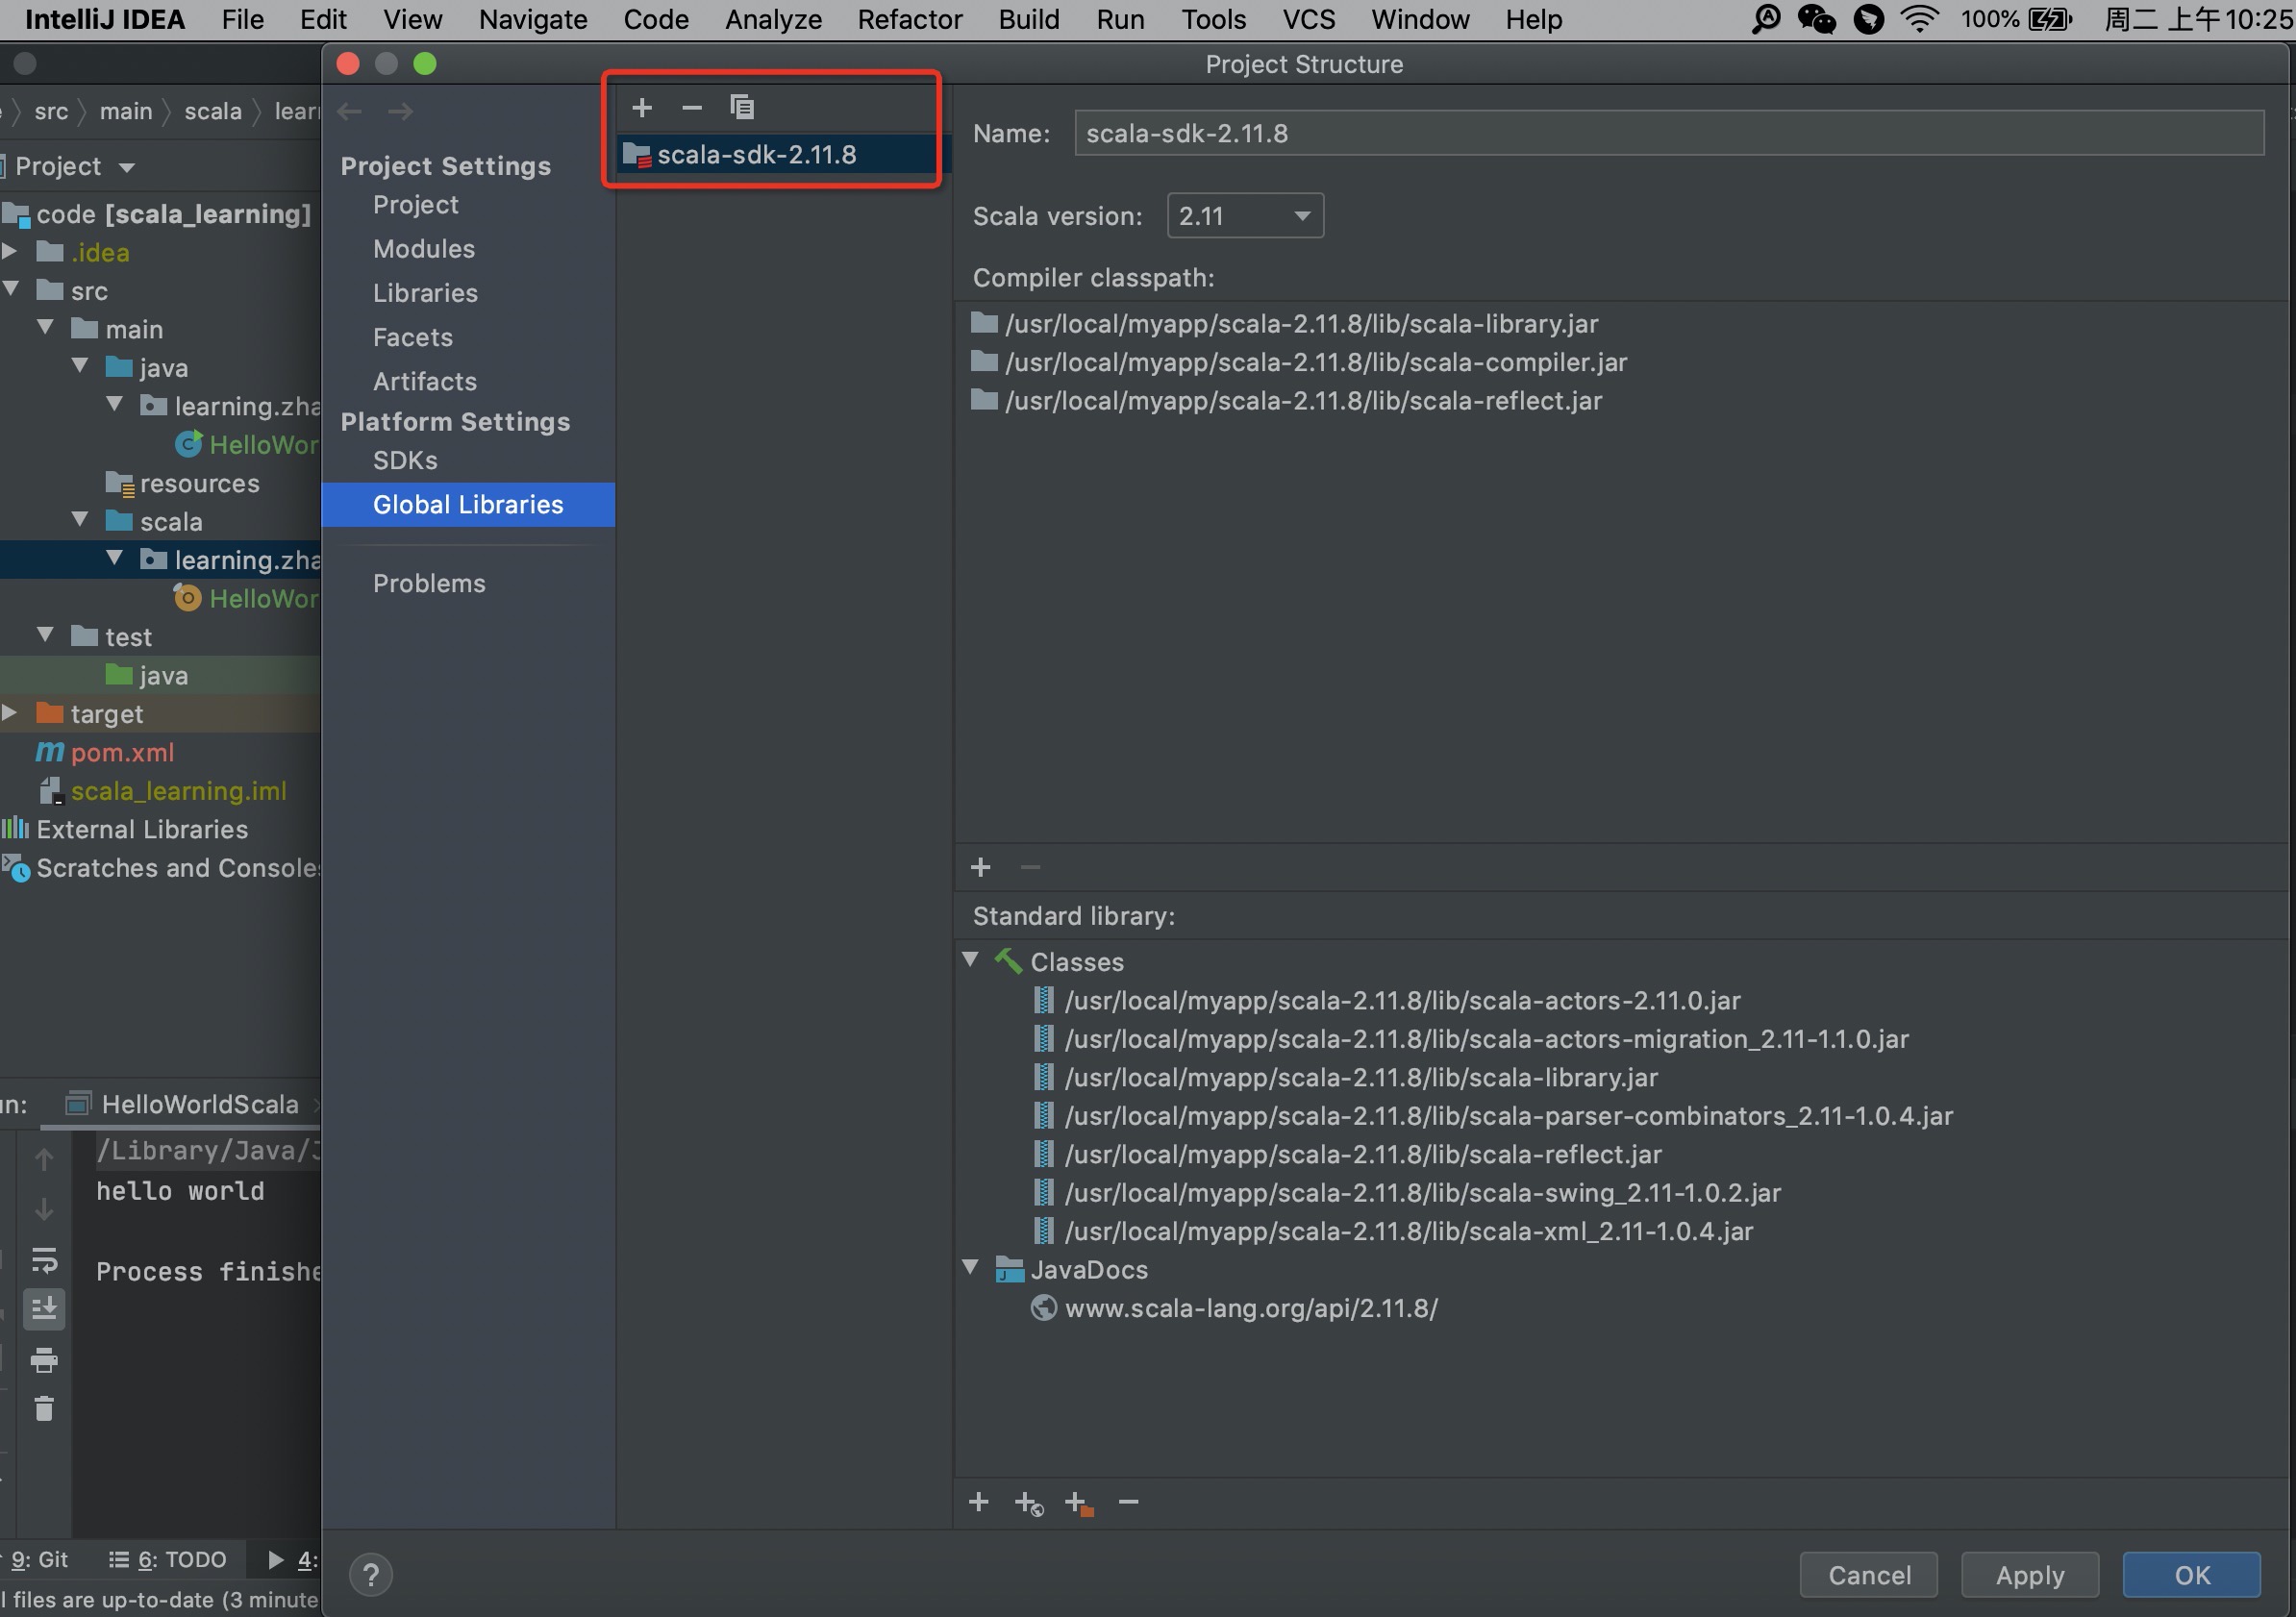 IntelliJ IDEA File Edit View Navigate Code Analyze Refactor Build Run Tools VCS Window Help 100% 周二 上午10:25
Project Structure
src main scala
Project
code [scala_learning]
.idea
src
main
java
resources
scala
test
java
target
pom.xml
scala_learning.iml
External Libraries
Scratches and Consoles
HelloWorldScala
hello world
Process
9: Git 6: TODO 4:
files are up-to-date (3
Project Settings
Project
Modules
Libraries
Facets
Artifacts
Platform Settings
SDKs
Global Libraries
Problems
scala-sdk-2.11.8
Name: scala-sdk-2.11.8
Scala version: 2.11
Compiler classpath:
/usr/local/myapp/scala-2.11.8/lib/scala-library.jar
/usr/local/myapp/scala-2.11.8/lib/scala-compiler.jar
/usr/local/myapp/scala-2.11.8/lib/scala-reflect.jar
Standard library:
Classes
/usr/local/myapp/scala-2.11.8/lib/scala-actors-2.11.0.jar
/usr/local/myapp/scala-2.11.8/lib/scala-actors-migration_2.11-1.1.0.jar
/usr/local/myapp/scala-2.11.8/lib/scala-library.jar
/usr/local/myapp/scala-2.11.8/lib/scala-parser-combinators_2.11-1.0.4.jar
/usr/local/myapp/scala-2.11.8/lib/scala-reflect.jar
/usr/local/myapp/scala-2.11.8/lib/scala-swing_2.11-1.0.2.jar
/usr/local/myapp/scala-2.11.8/lib/scala-xml_2.11-1.0.4.jar
JavaDocs
www.scala-lang.org/api/2.11.8/
? Cancel Apply OK